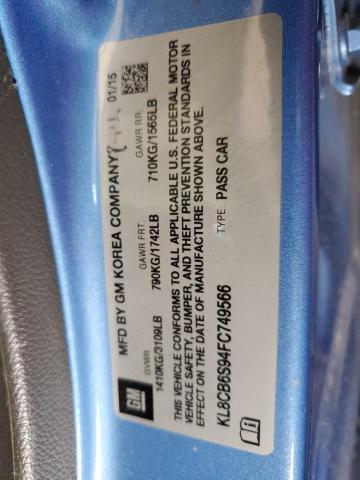 GM
MFD BY GM KOREA COMPANY 01/15
GVWR GAWR FRT GAWR RR
1410KG/3109LB 790KG/1742LB 710KG/1565LB
THIS VEHICLE CONFORMS TO ALL APPLICABLE U.S. FEDERAL MOTOR
VEHICLE SAFETY, BUMPER, AND THEFT PREVENTION STANDARDS IN
EFFECT ON THE DATE OF MANUFACTURE SHOWN ABOVE.
KL8CB6S94FC749566 TYPE: PASS CAR